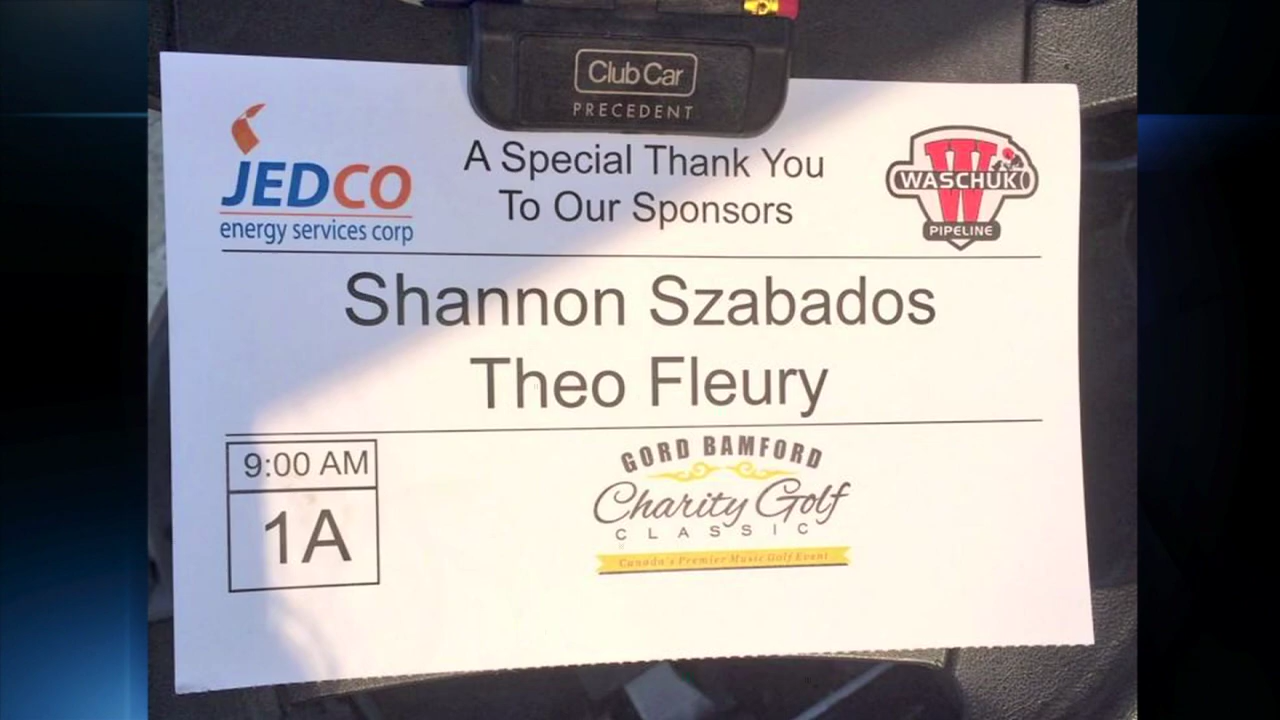 Club Car
PRECEDENT
JEDCO
energy services corp
A Special Thank You
To Our Sponsors
W
WASCHUK
PIPELINE
Shannon Szabados
Theo Fleury
9:00 AM
1A
GORD BAMFORD
Charity Golf
CLASSIC
Canada's Premier Music Golf Event